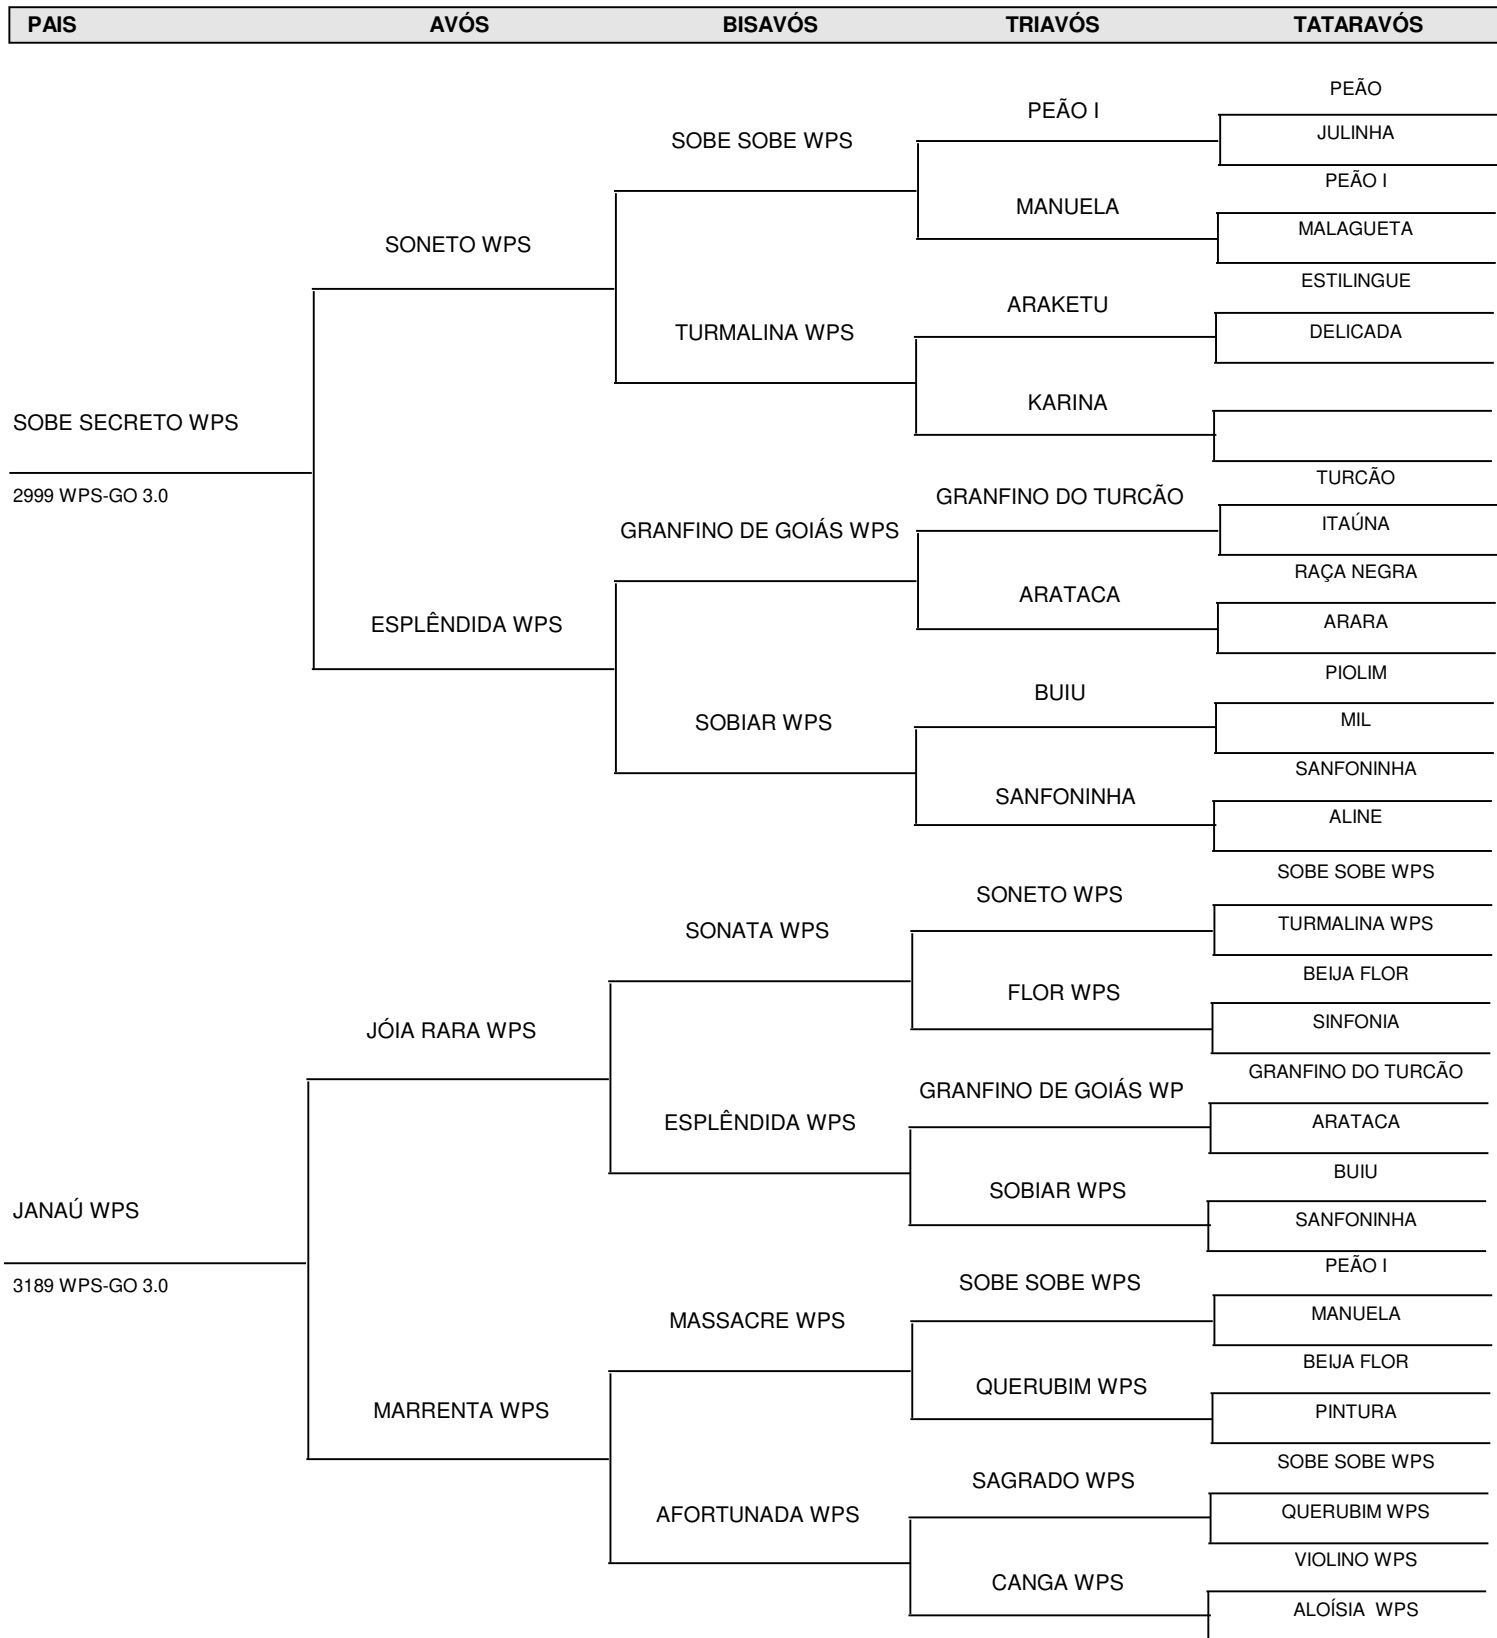 PAIS AVÓS BISAVÓS TRIAVÓS TATARAVÓS
PEÃO
PEÃO I
JULINHA
SOBE SOBE WPS
PEÃO I
MANUELA
MALAGUETA
SONETO WPS
ESTILINGUE
ARAKETU
TURMALINA WPS
DELICADA
KARINA
SOBE SECRETO WPS
TURCÃO
2999 WPS-GO 3.0
GRANFINO DO TURCÃO
ITAÚNA
GRANFINO DE GOIÁS WPS
RAÇA NEGRA
ARATACA
ARARA
ESPLÊNDIDA WPS
PIOLIM
BUIU
MIL
SOBIAR WPS
SANFONINHA
SANFONINHA
ALINE
SOBE SOBE WPS
SONETO WPS
TURMALINA WPS
SONATA WPS
BEIJA FLOR
FLOR WPS
SINFONIA
JÓIA RARA WPS
GRANFINO DO TURCÃO
GRANFINO DE GOIÁS WP
ARATACA
ESPLÊNDIDA WPS
BUIU
SOBIAR WPS
JANAÚ WPS
SANFONINHA
PEÃO I
3189 WPS-GO 3.0
SOBE SOBE WPS
MANUELA
MASSACRE WPS
BEIJA FLOR
QUERUBIM WPS
MARRENTA WPS
PINTURA
SOBE SOBE WPS
SAGRADO WPS
QUERUBIM WPS
AFORTUNADA WPS
VIOLINO WPS
CANGA WPS
ALOÍSIA WPS